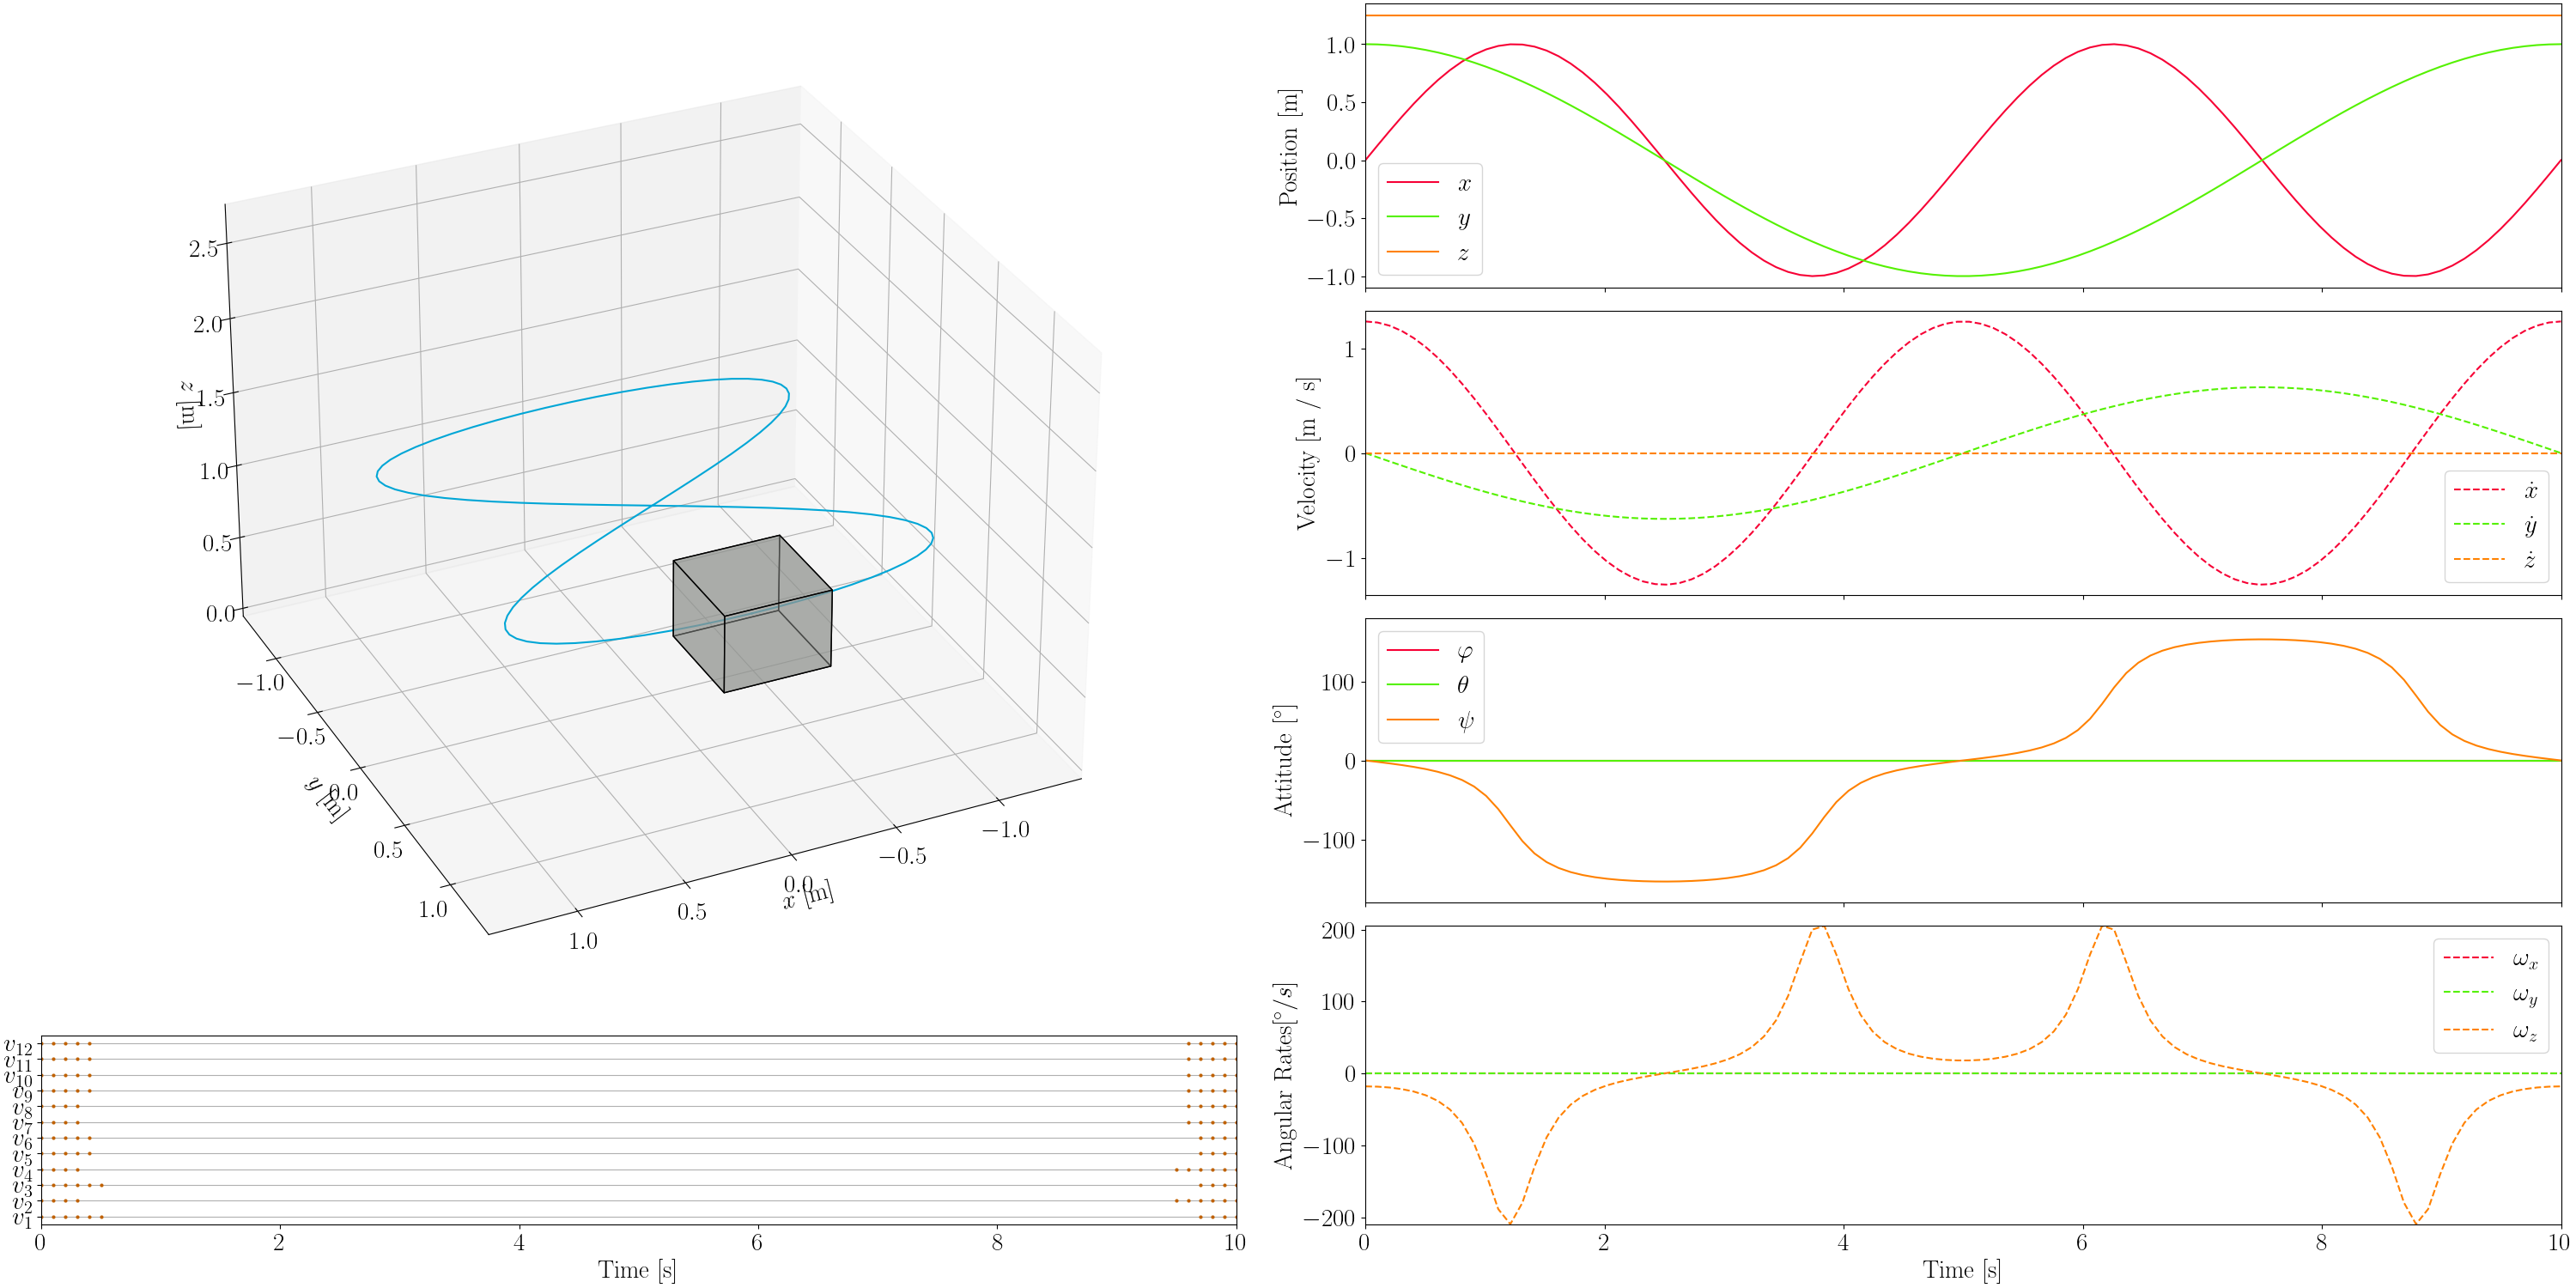 2.5
2.0
1.5
1.0
0.5
0.0
z [m]
−1.0
−0.5
0.0
0.5
1.0
y [m]
1.0
0.5
0.0
−0.5
−1.0
x [m]
v₁₂
v₁₁
v₁₀
v₉
v₈
v₇
v₆
v₅
v₄
v₃
v₂
v₁
0 2 4 6 8 10
Time [s]
Position [m]
1.0
0.5
0.0
−0.5
−1.0
x
y
z
Velocity [m / s]
1
0
−1
ẋ
ẏ
ż
Attitude [°]
100
0
−100
φ
θ
ψ
Angular Rates[°/s]
200
100
0
−100
−200
ωₓ
ω_y
ω_z
0 2 4 6 8 10
Time [s]